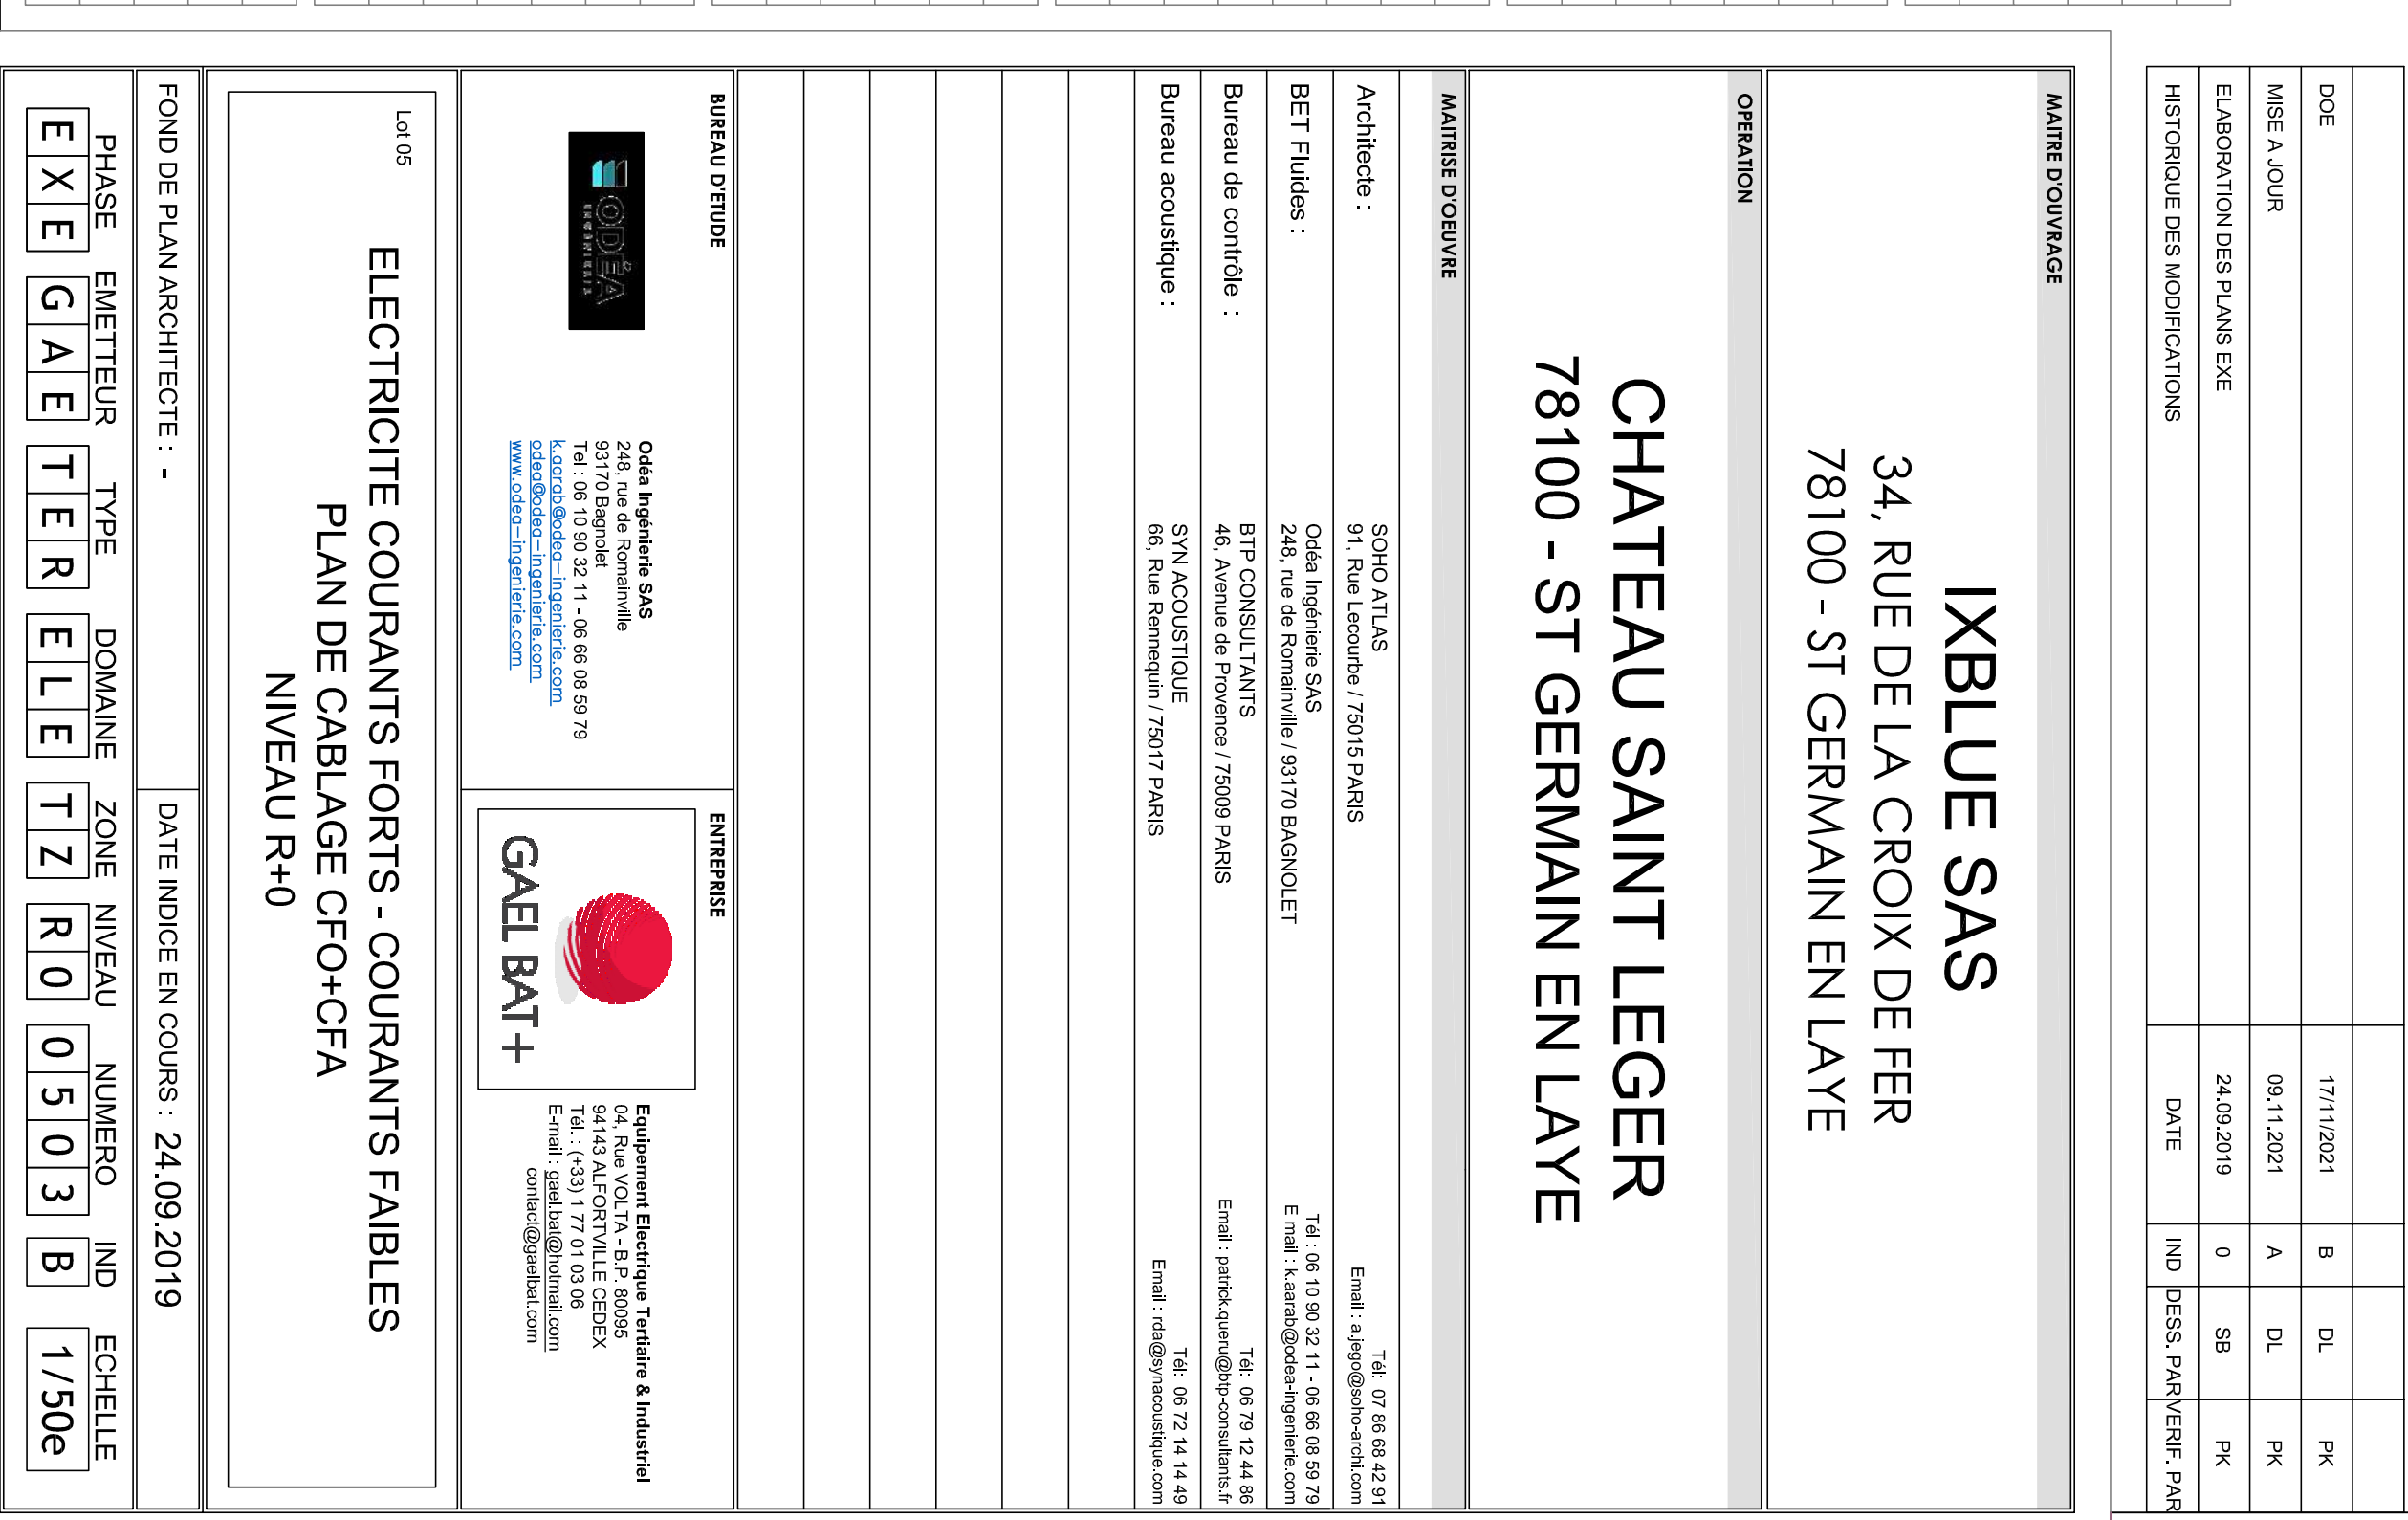 DOE 17/11/2021 B DL PK
MISE A JOUR 09.11.2021 A DL PK
ELABORATION DES PLANS EXE 24.09.2019 0 SB PK
HISTORIQUE DES MODIFICATIONS DATE IND DESS. PAR VERIF. PAR
MAITRE D'OUVRAGE
IXBLUE SAS
34, RUE DE LA CROIX DE FER
78100 - ST GERMAIN EN LAYE
OPERATION
CHATEAU SAINT LEGER
78100 - ST GERMAIN EN LAYE
MAITRISE D'OEUVRE
Architecte :
SOHO ATLAS
91, Rue Lecourbe / 75015 PARIS
Tél: 07 86 68 42 91
Email : a.jego@soho-archi.com
BET Fluides :
Odéa Ingénierie SAS
248, rue de Romainville / 93170 BAGNOLET
Tél : 06 10 90 32 11 - 06 66 08 59 79
E mail : k.aarab@odea-ingenierie.com
Bureau de contrôle :
BTP CONSULTANTS
46, Avenue de Provence / 75009 PARIS
Tél: 06 79 12 44 86
Email : patrick.queru@btp-consultants.fr
Bureau acoustique :
SYN ACOUSTIQUE
66, Rue Rennequin / 75017 PARIS
Tél: 06 72 14 14 49
Email : rda@synacoustique.com
BUREAU D'ETUDE
ODÉA
INGÉNIERIE
Odéa Ingénierie SAS
248, rue de Romainville
93170 Bagnolet
Tel : 06 10 90 32 11 - 06 66 08 59 79
k.aarab@odea-ingenierie.com
odea@odea-ingenierie.com
www.odea-ingenierie.com
ENTREPRISE
GAEL BAT+
Equipement Electrique Tertiaire & Industriel
04, Rue VOLTA - B.P. 80095
94143 ALFORTVILLE CEDEX
Tél. : (+33) 1 77 01 03 06
E-mail : gael.bat@hotmail.com
contact@gaelbat.com
Lot 05
ELECTRICITE COURANTS FORTS - COURANTS FAIBLES
PLAN DE CABLAGE CFO+CFA
NIVEAU R+0
FOND DE PLAN ARCHITECTE : - DATE INDICE EN COURS : 24.09.2019
PHASE EMETTEUR TYPE DOMAINE ZONE NIVEAU NUMERO IND ECHELLE
E X E G A E T E R E L E T Z R 0 0 5 0 3 B 1/50e